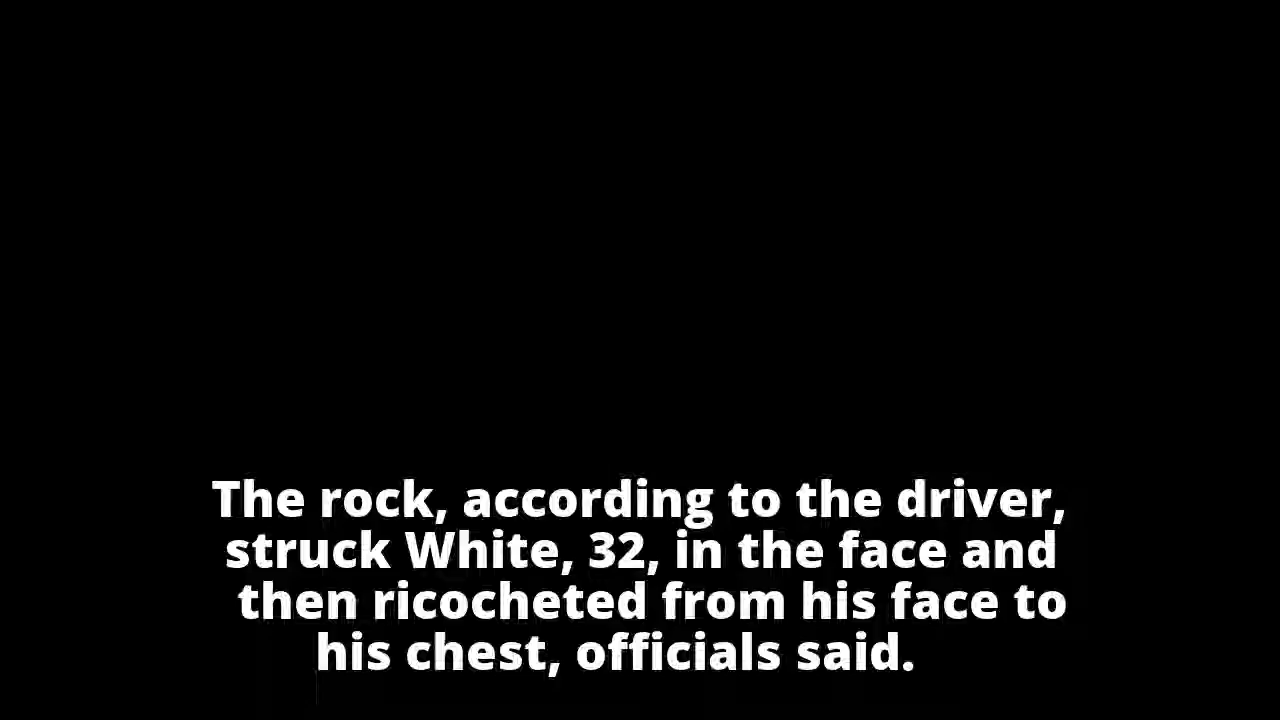 The rock, according to the driver,
struck White, 32, in the face and
then ricocheted from his face to
his chest, officials said.